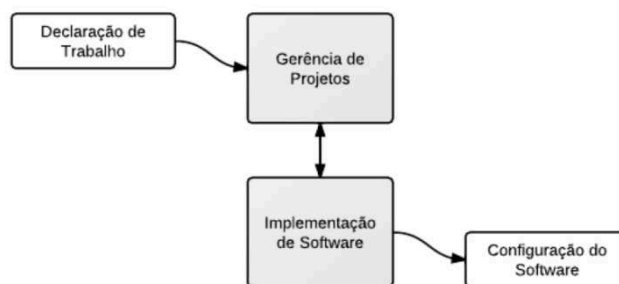 Declaração de
Trabalho
Gerência de
Projetos
Implementação
de Software
Configuração do
Software